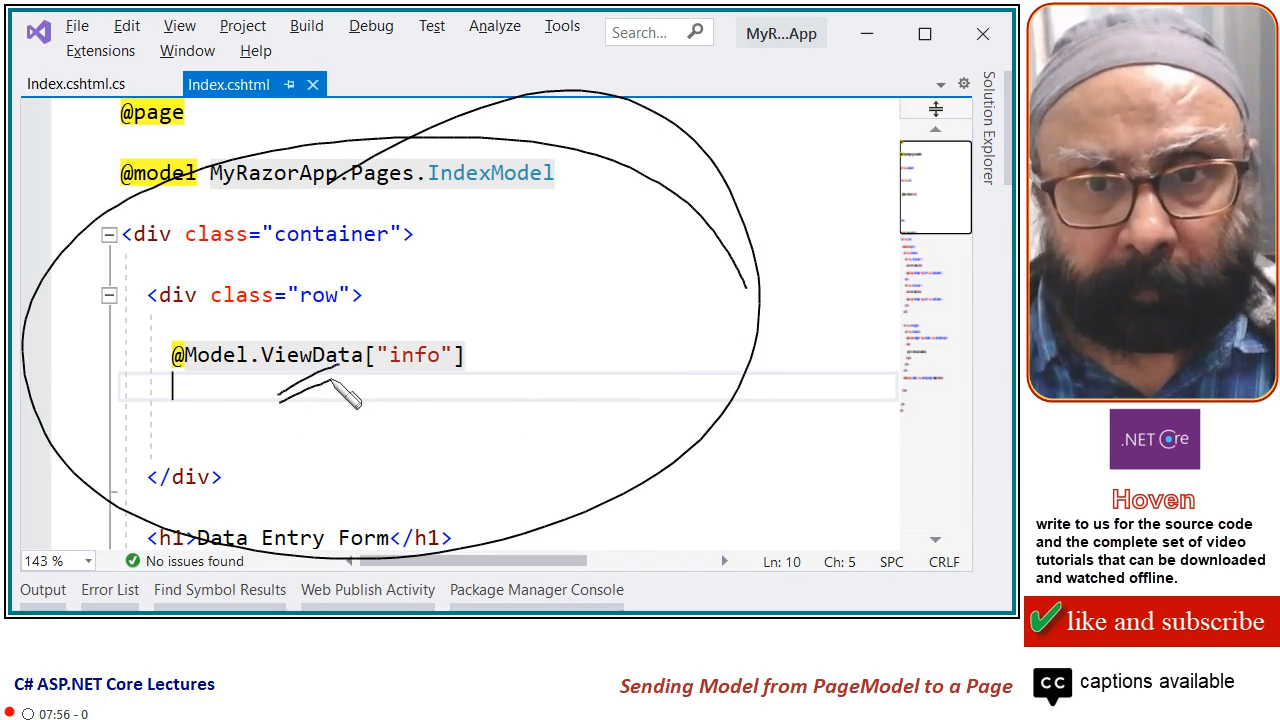 File Edit View Project Build Debug Test Analyze Tools
Extensions Window Help
Search...
MyR...App
Index.cshtml.cs
Index.cshtml
Solution Explorer
@page
@model MyRazorApp.Pages.IndexModel
<div class="container">
<div class="row">
@Model.ViewData["info"]
</div>
<h1>Data Entry Form</h1>
143 % No issues found Ln: 10 Ch: 5 SPC CRLF
Output Error List Find Symbol Results Web Publish Activity Package Manager Console
.NET Core
Hoven
write to us for the source code
and the complete set of video
tutorials that can be downloaded
and watched offline.
like and subscribe
CC captions available
C# ASP.NET Core Lectures
Sending Model from PageModel to a Page
07:56 - 0